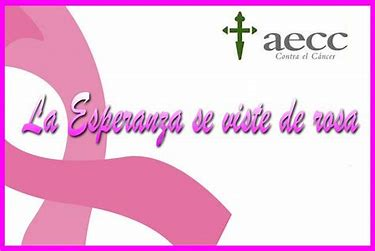 aecc
Contra el Cáncer
La Esperanza se viste de rosa